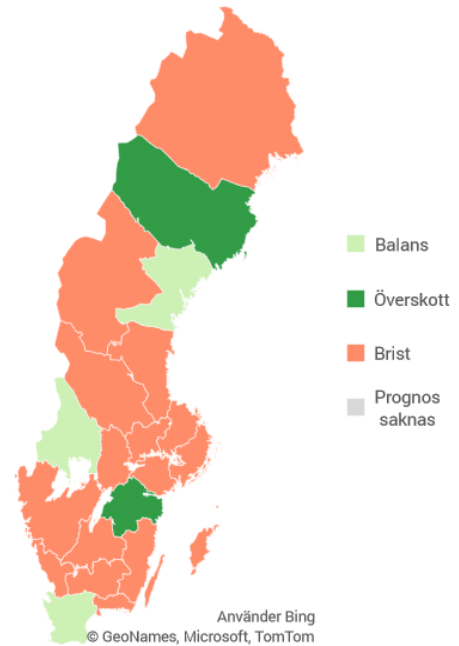 Balans
Överskott
Brist
Prognos
saknas
Använder Bing
© GeoNames, Microsoft, TomTom